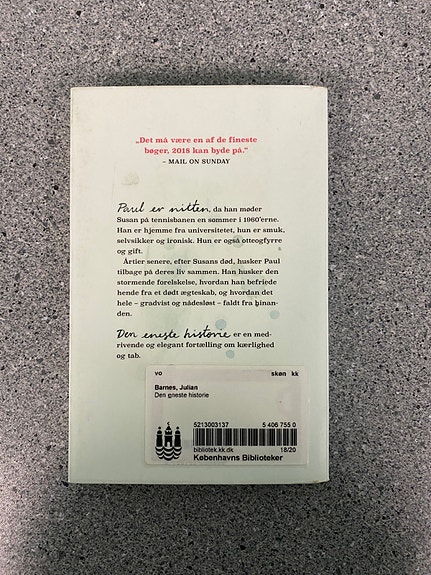 „Det må være en af de fineste
bøger, 2018 kan byde på.“
– MAIL ON SUNDAY
Paul er nitten, da han møder
Susan på tennisbanen en sommer i 1960'erne.
Han er hjemme fra universitetet, hun er smuk,
selvsikker og ironisk. Hun er også otteogfyrre
og gift.
Årtier senere, efter Susans død, husker Paul
tilbage på deres liv sammen. Han husker den
stormende forelskelse, hvordan han befriede
hende fra et dødt ægteskab, og hvordan det
hele – gradvist og nådesløst – faldt fra hinan-
den.
Den eneste historie er en med-
rivende og elegant fortælling om kærlighed
og tab.
vo skøn kk
Barnes, Julian
Den eneste historie
5213003137 5 406 755 0
bibliotek.kk.dk 18/20
Københavns Biblioteker